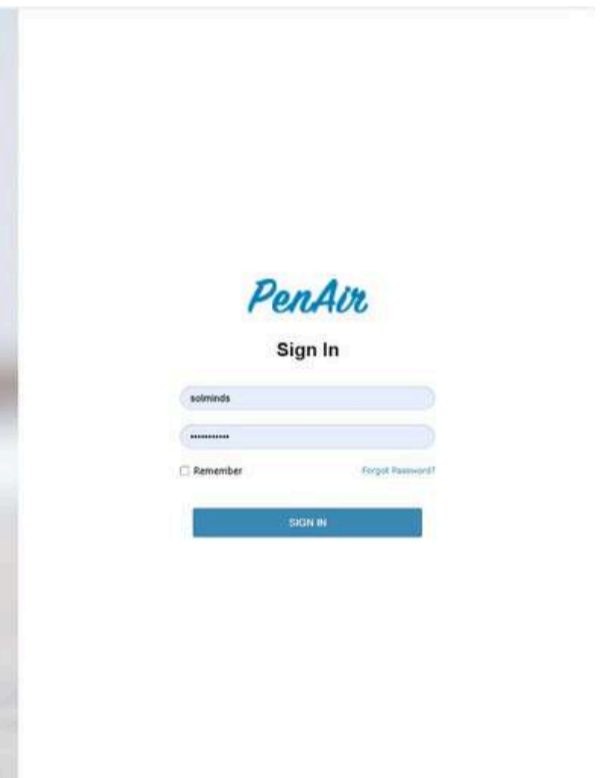 PenAir
Sign In
solminds
•••••••••••
Remember
Forgot Password?
SIGN IN